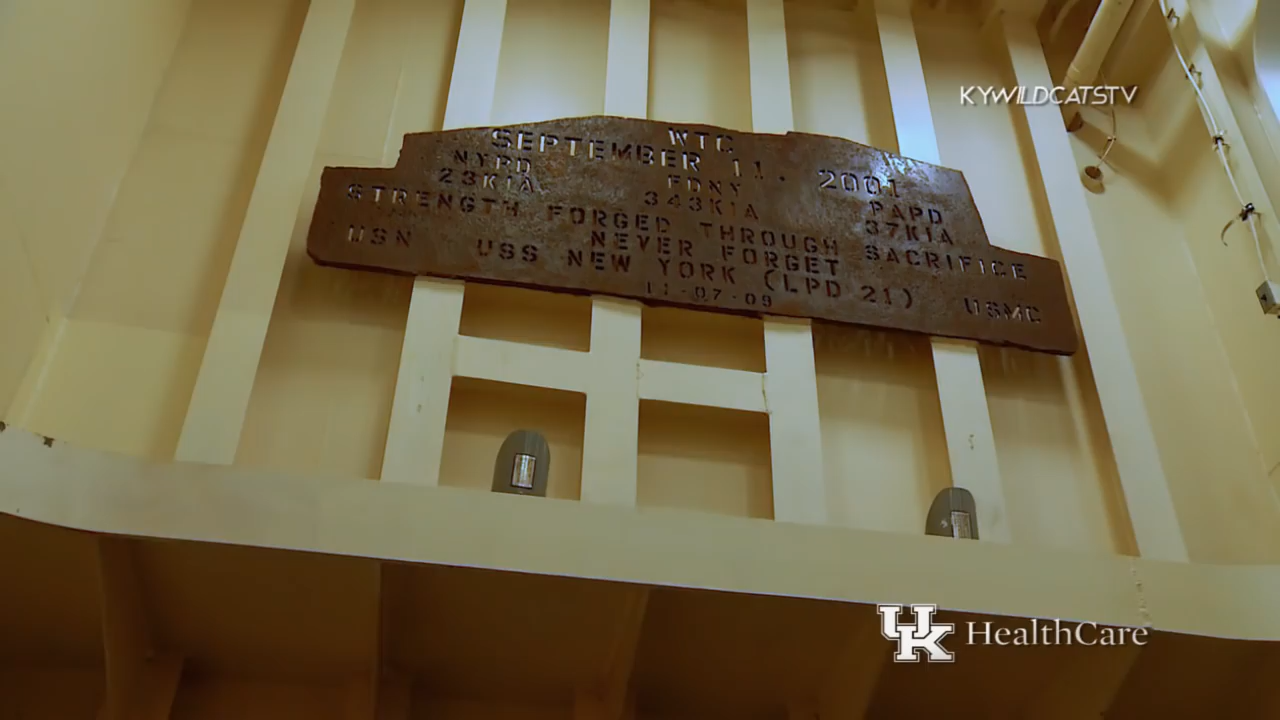 KYWILDCATSTV
WTC
SEPTEMBER 11, 2001
NYPD FDNY PAPD
23KIA 343KIA 37KIA
STRENGTH FORGED THROUGH SACRIFICE
NEVER FORGET
USN USS NEW YORK (LPD 21) USMC
11-07-09
UK HealthCare